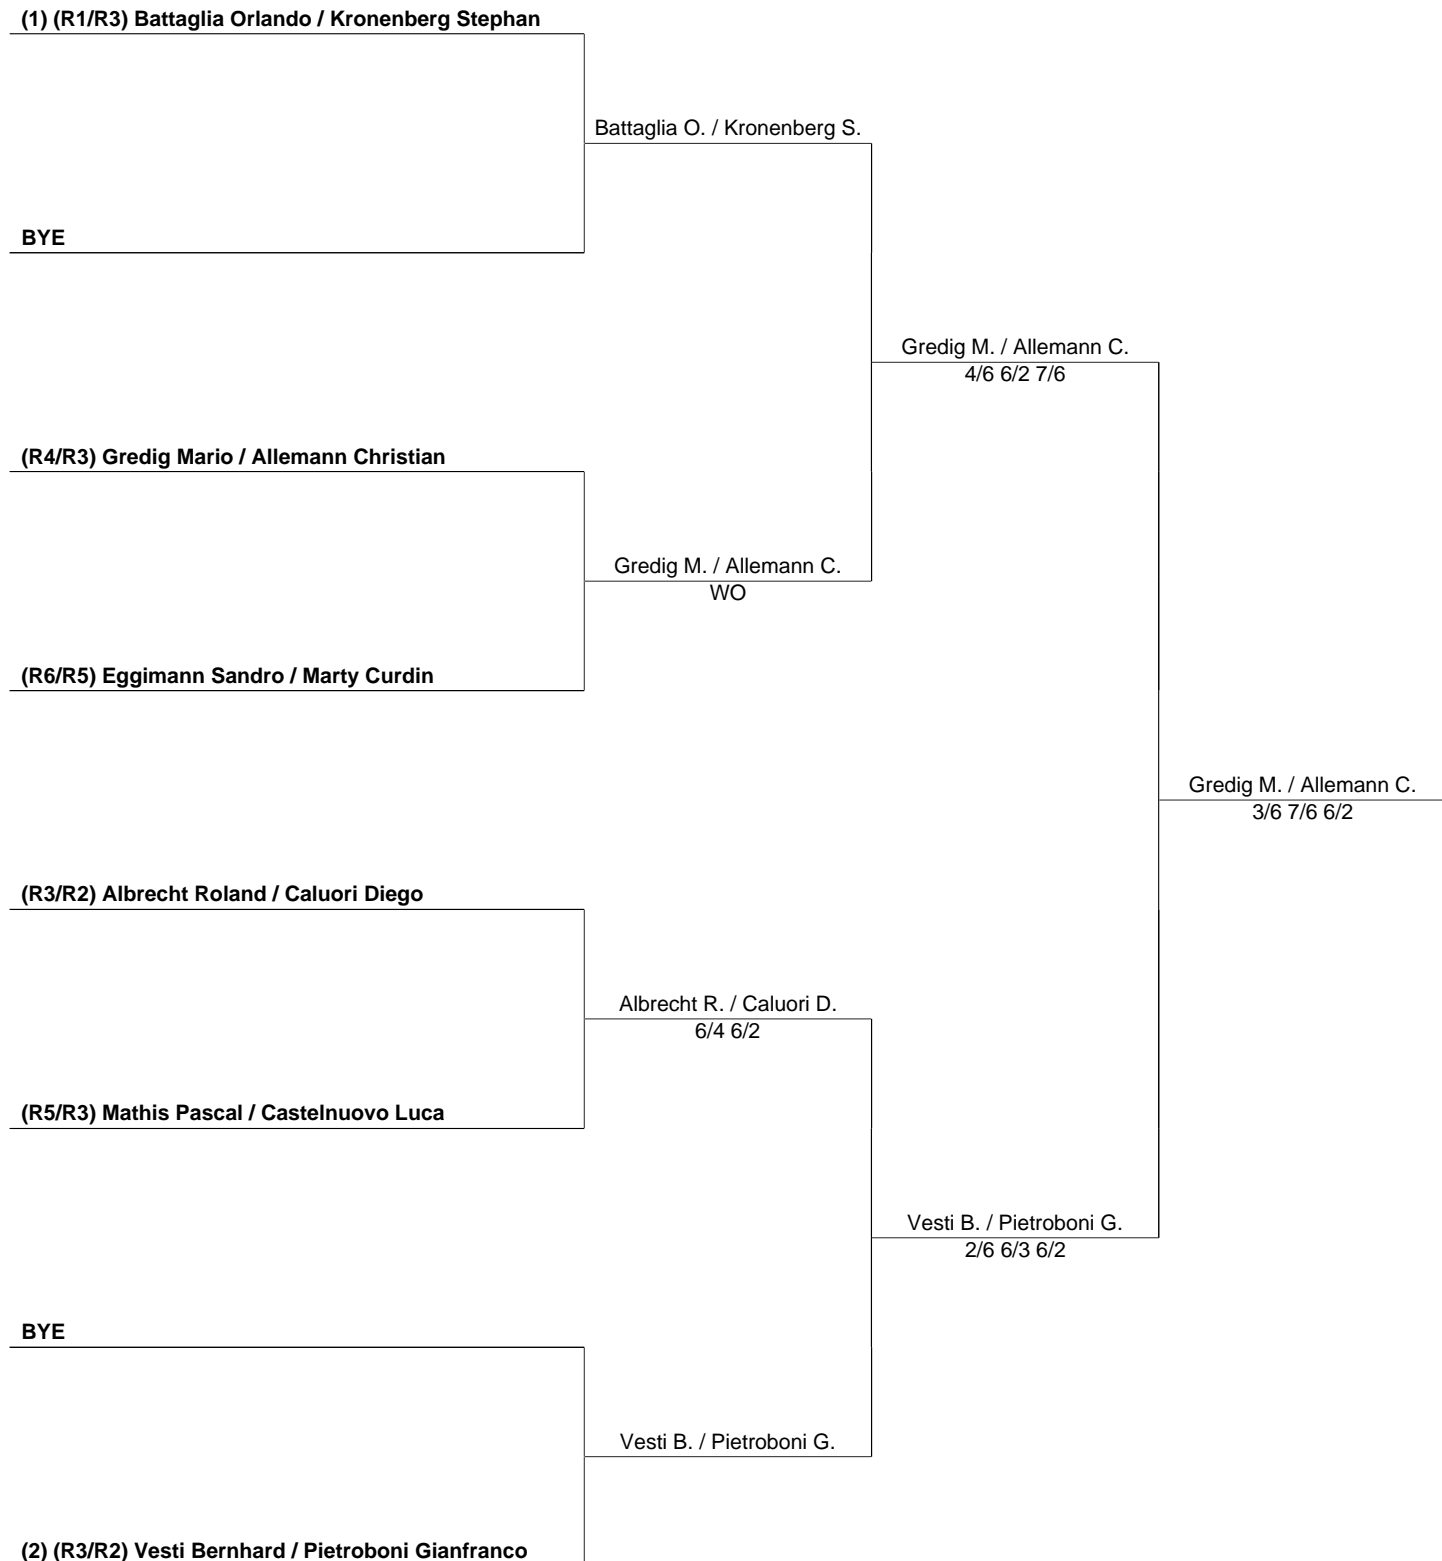 (1) (R1/R3) Battaglia Orlando / Kronenberg Stephan
Battaglia O. / Kronenberg S.
BYE
Gredig M. / Allemann C.
4/6 6/2 7/6
(R4/R3) Gredig Mario / Allemann Christian
Gredig M. / Allemann C.
WO
(R6/R5) Eggimann Sandro / Marty Curdin
Gredig M. / Allemann C.
3/6 7/6 6/2
(R3/R2) Albrecht Roland / Caluori Diego
Albrecht R. / Caluori D.
6/4 6/2
(R5/R3) Mathis Pascal / Castelnuovo Luca
Vesti B. / Pietroboni G.
2/6 6/3 6/2
BYE
Vesti B. / Pietroboni G.
(2) (R3/R2) Vesti Bernhard / Pietroboni Gianfranco